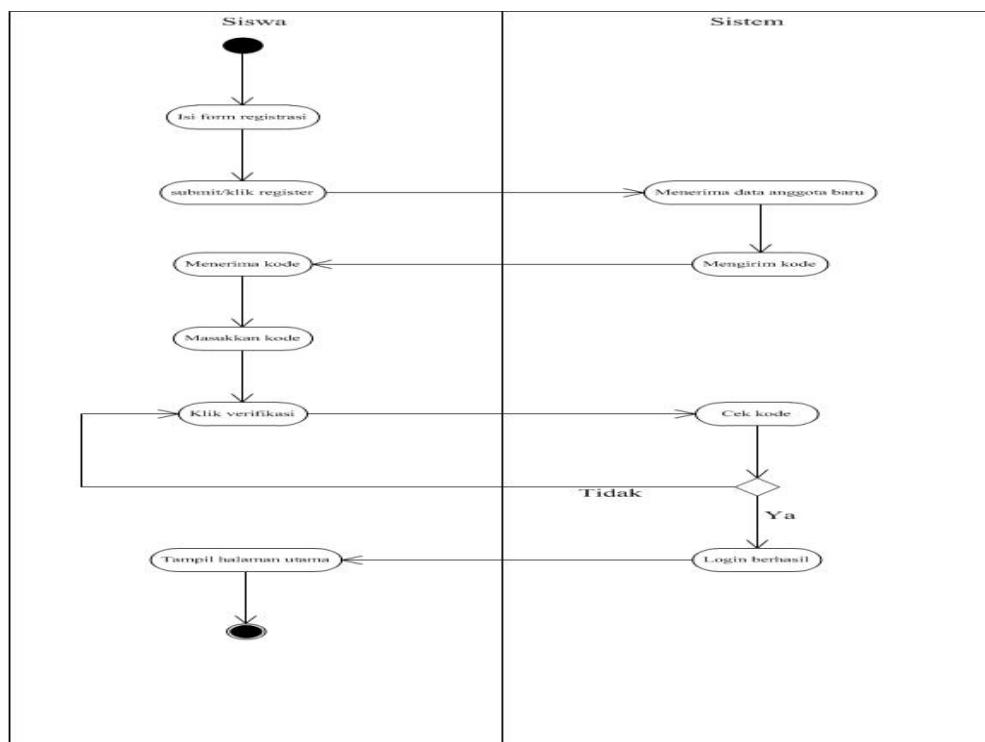 Siswa
Sistem
Isi form registrasi
submit/klik register
Menerima data anggota baru
Menerima kode
Mengirim kode
Masukkan kode
Klik verifikasi
Cek kode
Tidak
Ya
Tampil halaman utama
Login berhasil